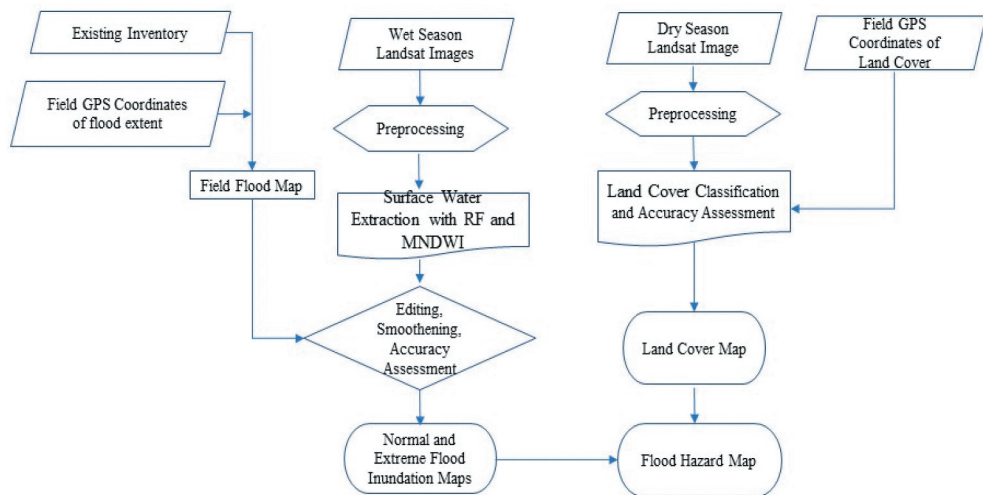 Existing Inventory
Field GPS Coordinates
of flood extent
Field Flood Map
Wet Season
Landsat Images
Preprocessing
Surface Water
Extraction with RF and
MNDWI
Editing,
Smoothening,
Accuracy
Assessment
Normal and
Extreme Flood
Inundation Maps
Dry Season
Landsat Image
Preprocessing
Land Cover Classification
and Accuracy Assessment
Land Cover Map
Flood Hazard Map
Field GPS
Coordinates of
Land Cover